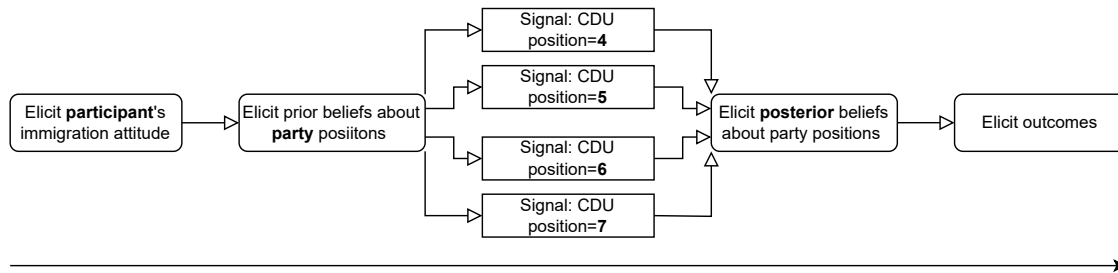 Elicit participant's
immigration attitude
Elicit prior beliefs about
party posiitons
Signal: CDU
position=4
Signal: CDU
position=5
Signal: CDU
position=6
Signal: CDU
position=7
Elicit posterior beliefs
about party positions
Elicit outcomes